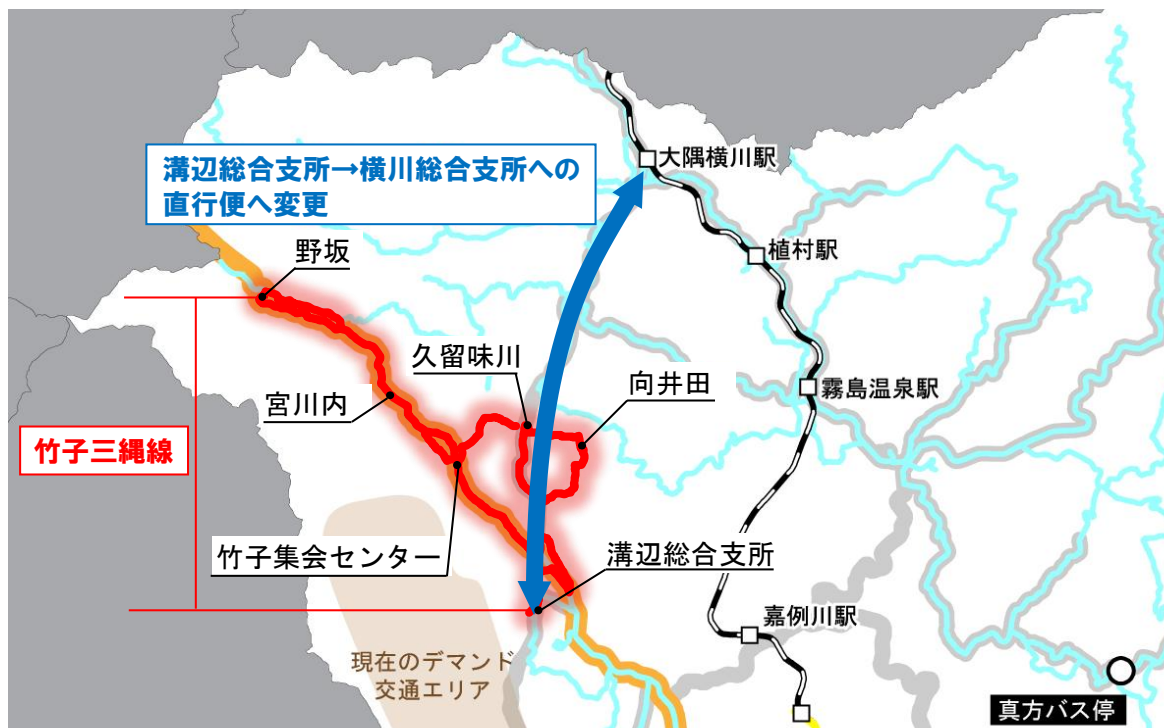 大隅横川駅
溝辺総合支所→横川総合支所への
直行便へ変更
野坂
植村駅
久留味川
向井田
霧島温泉駅
宮川内
竹子三縄線
竹子集会センター
溝辺総合支所
嘉例川駅
現在のデマンド
交通エリア
真方バス停